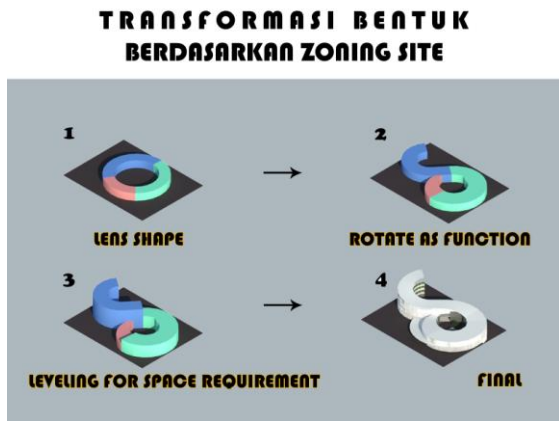 TRANSFORMASI BENTUK
BERDASARKAN ZONING SITE
1
2
LENS SHAPE
ROTATE AS FUNCTION
3
4
LEVELING FOR SPACE REQUIREMENT
FINAL